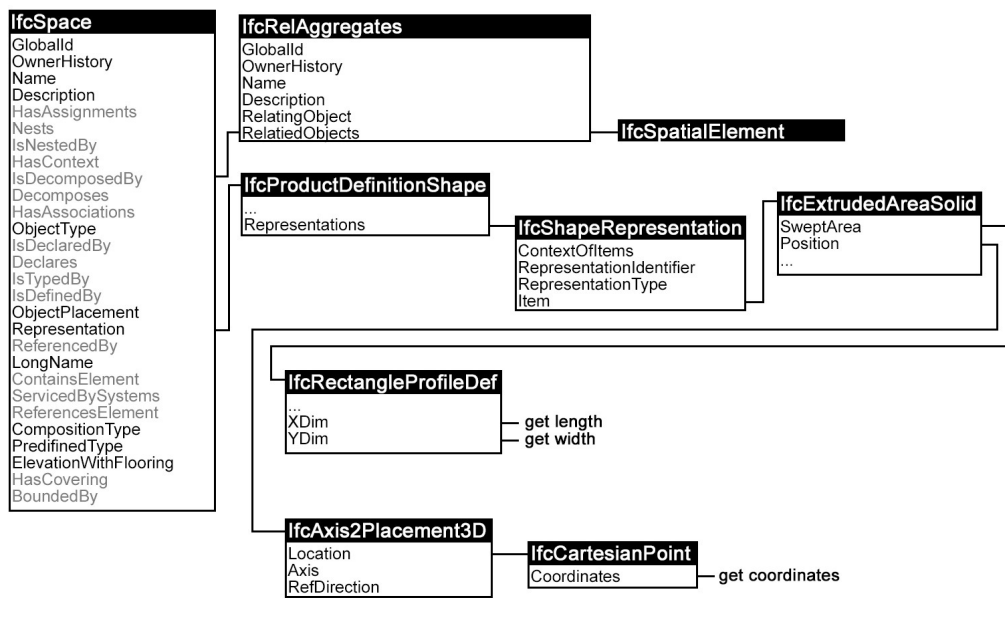 IfcSpace
GlobalId
OwnerHistory
Name
Description
HasAssignments
Nests
IsNestedBy
HasContext
IsDecomposedBy
Decomposes
HasAssociations
ObjectType
IsDeclaredBy
Declares
IsTypedBy
IsDefinedBy
ObjectPlacement
Representation
ReferencedBy
LongName
ContainsElement
ServicedBySystems
ReferencesElement
CompositionType
PredifinedType
ElevationWithFlooring
HasCovering
BoundedBy
IfcRelAggregates
GlobalId
OwnerHistory
Name
Description
RelatingObject
RelatiedObjects
IfcSpatialElement
IfcProductDefinitionShape
...
Representations
IfcShapeRepresentation
ContextOfItems
RepresentationIdentifier
RepresentationType
Item
IfcExtrudedAreaSolid
SweptArea
Position
...
IfcRectangleProfileDef
...
XDim
get length
YDim
get width
IfcAxis2Placement3D
Location
Axis
RefDirection
IfcCartesianPoint
Coordinates
get coordinates